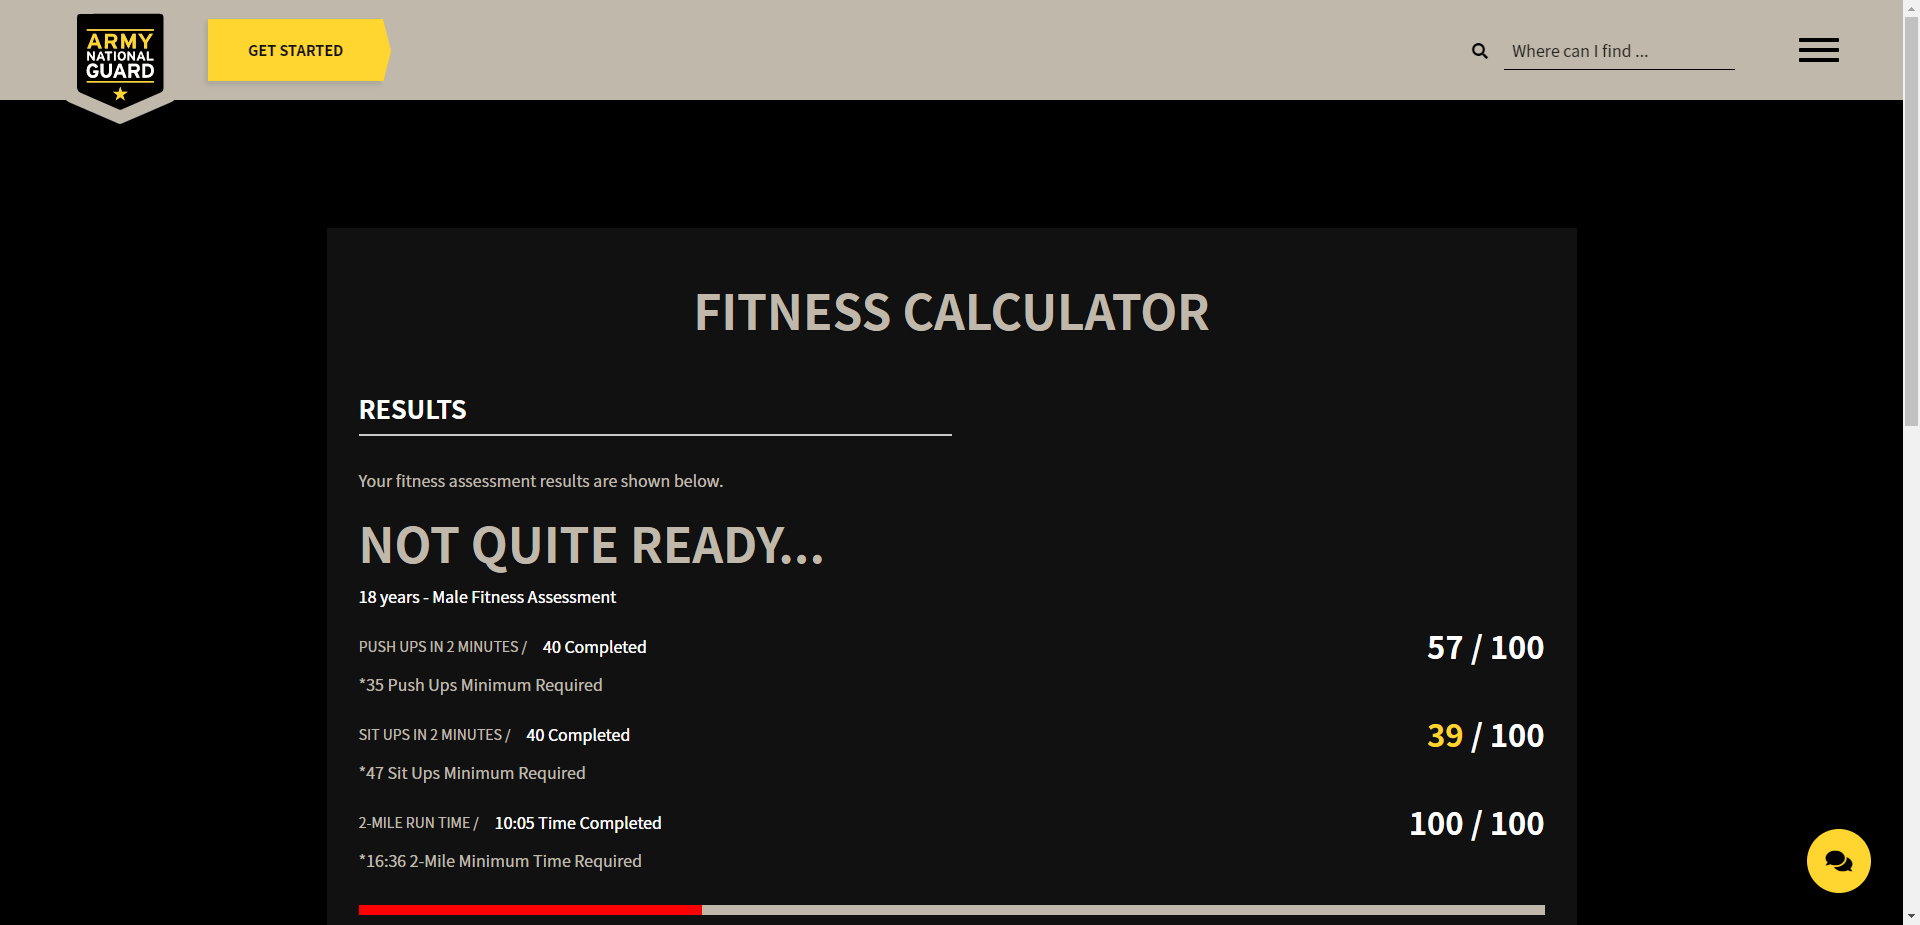 ARMY
NATIONAL
GUARD
GET STARTED
Where can I find ...
FITNESS CALCULATOR
RESULTS
Your fitness assessment results are shown below.
NOT QUITE READY...
18 years - Male Fitness Assessment
PUSH UPS IN 2 MINUTES / 40 Completed 57 / 100
*35 Push Ups Minimum Required
SIT UPS IN 2 MINUTES / 40 Completed 39 / 100
*47 Sit Ups Minimum Required
2-MILE RUN TIME / 10:05 Time Completed 100 / 100
*16:36 2-Mile Minimum Time Required